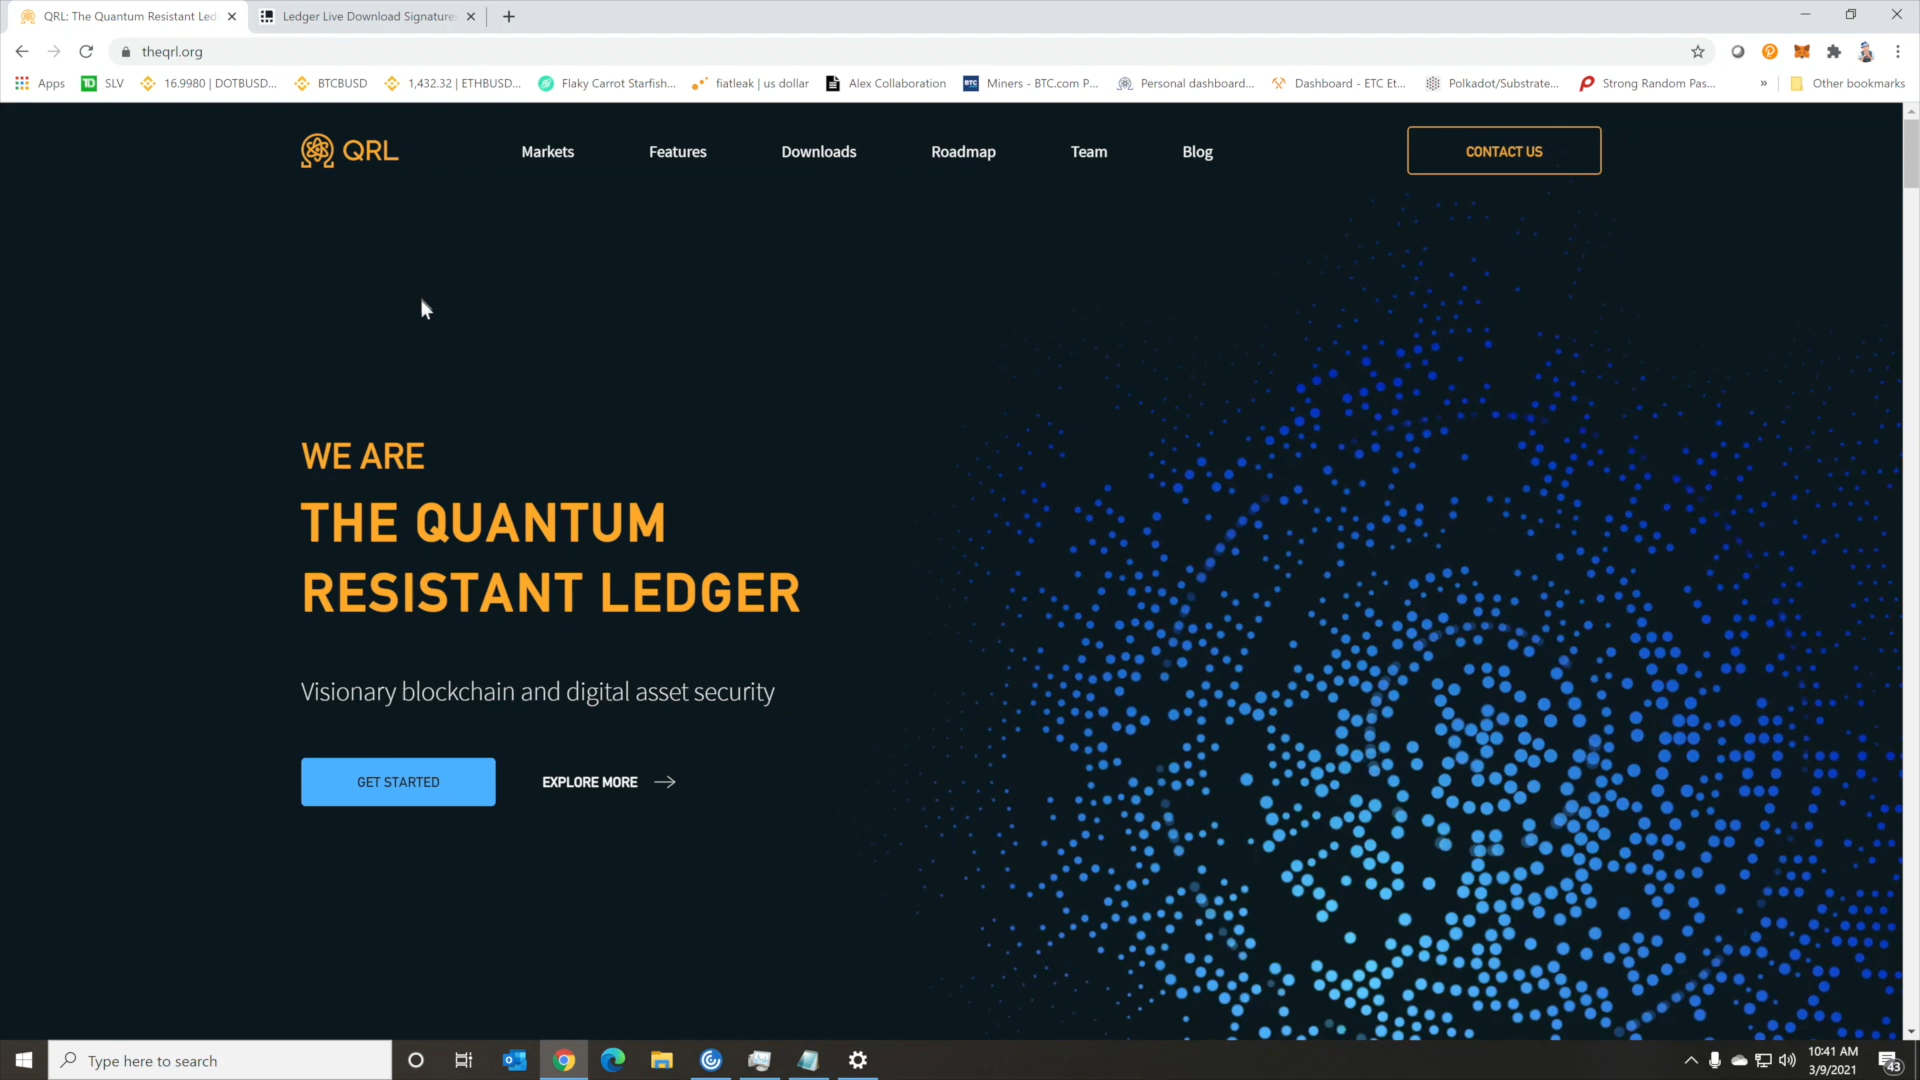 QRL: The Quantum Resistant Led
Ledger Live Download Signature
theqrl.org
Apps
TD
SLV
16.9980 | DOTBUSD...
BTCBUSD
1,432.32 | ETHBUSD...
Flaky Carrot Starfish...
fiatleak | us dollar
Alex Collaboration
BTC
Miners - BTC.com P...
Personal dashboard...
Dashboard - ETC Et...
Polkadot/Substrate...
Strong Random Pas...
»
Other bookmarks
QRL
Markets
Features
Downloads
Roadmap
Team
Blog
CONTACT US
WE ARE
THE QUANTUM
RESISTANT LEDGER
Visionary blockchain and digital asset security
GET STARTED
EXPLORE MORE
Type here to search
10:41 AM
3/9/2021
43